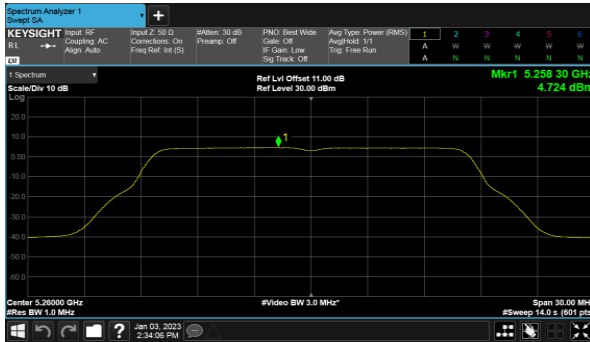 Spectrum Analyzer 1
Swept SA
+
KEYSIGHT Input: RF Input Z: 50 Ω #Atten: 30 dB PNO: Best Wide Avg Type: Power (RMS) 1 2 3 4 5 6
RL Coupling: AC Corrections: On Preamp: Off Gate: Off Avg|Hold: 1/1 A W W W W W
Align: Auto Freq Ref: Int (S) IF Gain: Low Trig: Free Run
Sig Track: Off A N N N N N
LXI
1 Spectrum Ref Lvl Offset 11.00 dB Mkr1 5.258 30 GHz
Scale/Div 10 dB Ref Level 30.00 dBm 4.724 dBm
Log
20.0
10.0
1
0.00
-10.0
-20.0
-30.0
-40.0
-50.0
-60.0
Center 5.26000 GHz #Video BW 3.0 MHz* Span 30.00 MH
#Res BW 1.0 MHz #Sweep 14.0 s (601 pts
? Jan 03, 2023
2:34:06 PM